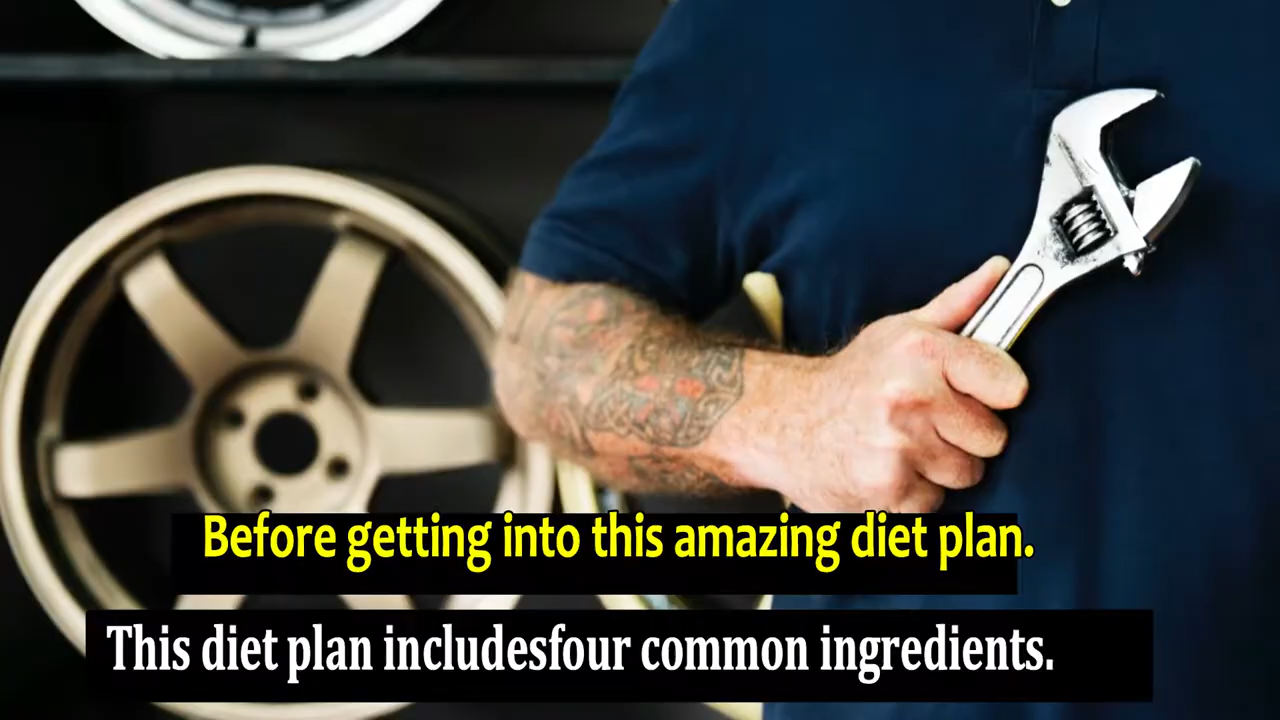 Before getting into this amazing diet plan.
This diet plan includesfour common ingredients.